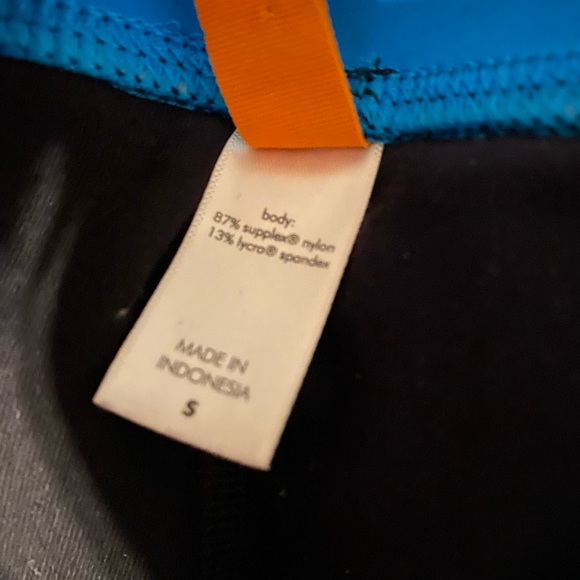 body:
87% supplex® nylon
13% lycra® spandex
MADE IN
INDONESIA
S